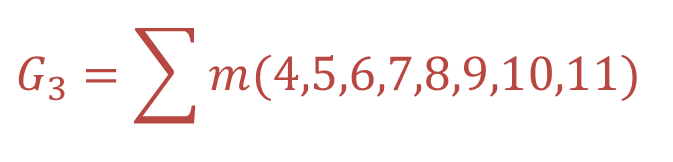 G₃ = ∑ m(4,5,6,7,8,9,10,11)